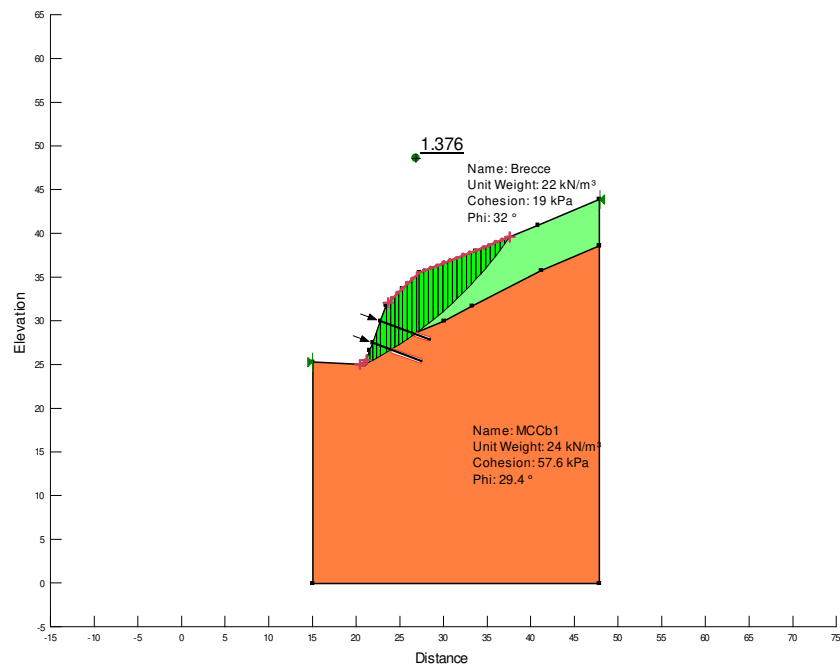 65
60
55
50
45
40
35
30
25
20
15
10
5
0
-5
Elevation
1.376
Name: Brecce
Unit Weight: 22 kN/m³
Cohesion: 19 kPa
Phi: 32 °
Name: MCCb1
Unit Weight: 24 kN/m³
Cohesion: 57.6 kPa
Phi: 29.4 °
-15 -10 -5 0 5 10 15 20 25 30 35 40 45 50 55 60 65 70 75
Distance